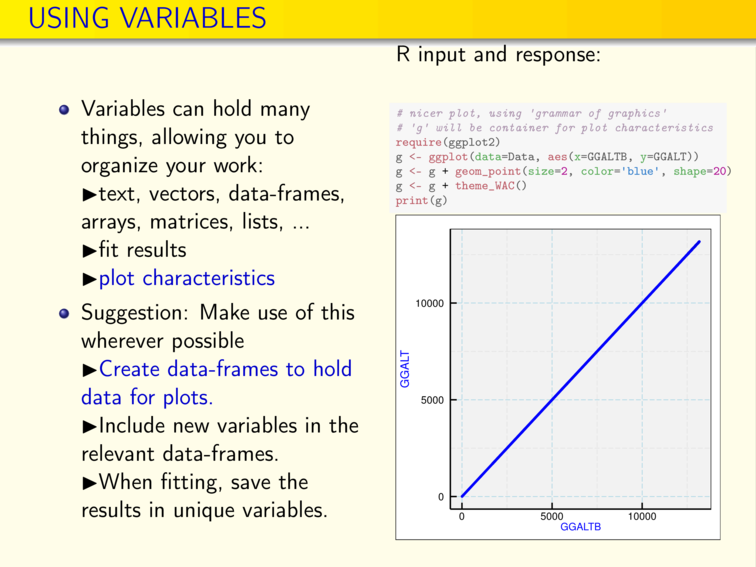 USING VARIABLES
Variables can hold many
things, allowing you to
organize your work:
▶text, vectors, data-frames,
arrays, matrices, lists, ...
▶fit results
▶plot characteristics
Suggestion: Make use of this
wherever possible
▶Create data-frames to hold
data for plots.
▶Include new variables in the
relevant data-frames.
▶When fitting, save the
results in unique variables.
R input and response:
# nicer plot, using 'grammar of graphics'
# 'g' will be container for plot characteristics
require(ggplot2)
g <- ggplot(data=Data, aes(x=GGALTB, y=GGALT))
g <- g + geom_point(size=2, color='blue', shape=20)
g <- g + theme_WAC()
print(g)
GGALT
10000
5000
0
0 5000 10000
GGALTB